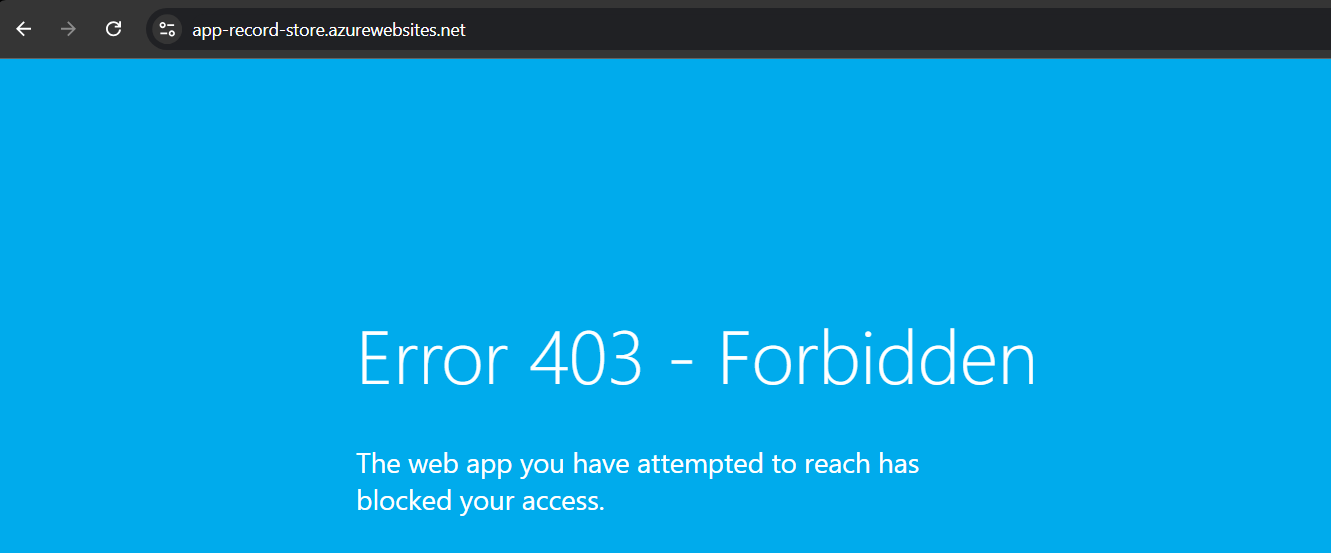 app-record-store.azurewebsites.net
Error 403 - Forbidden
The web app you have attempted to reach has
blocked your access.